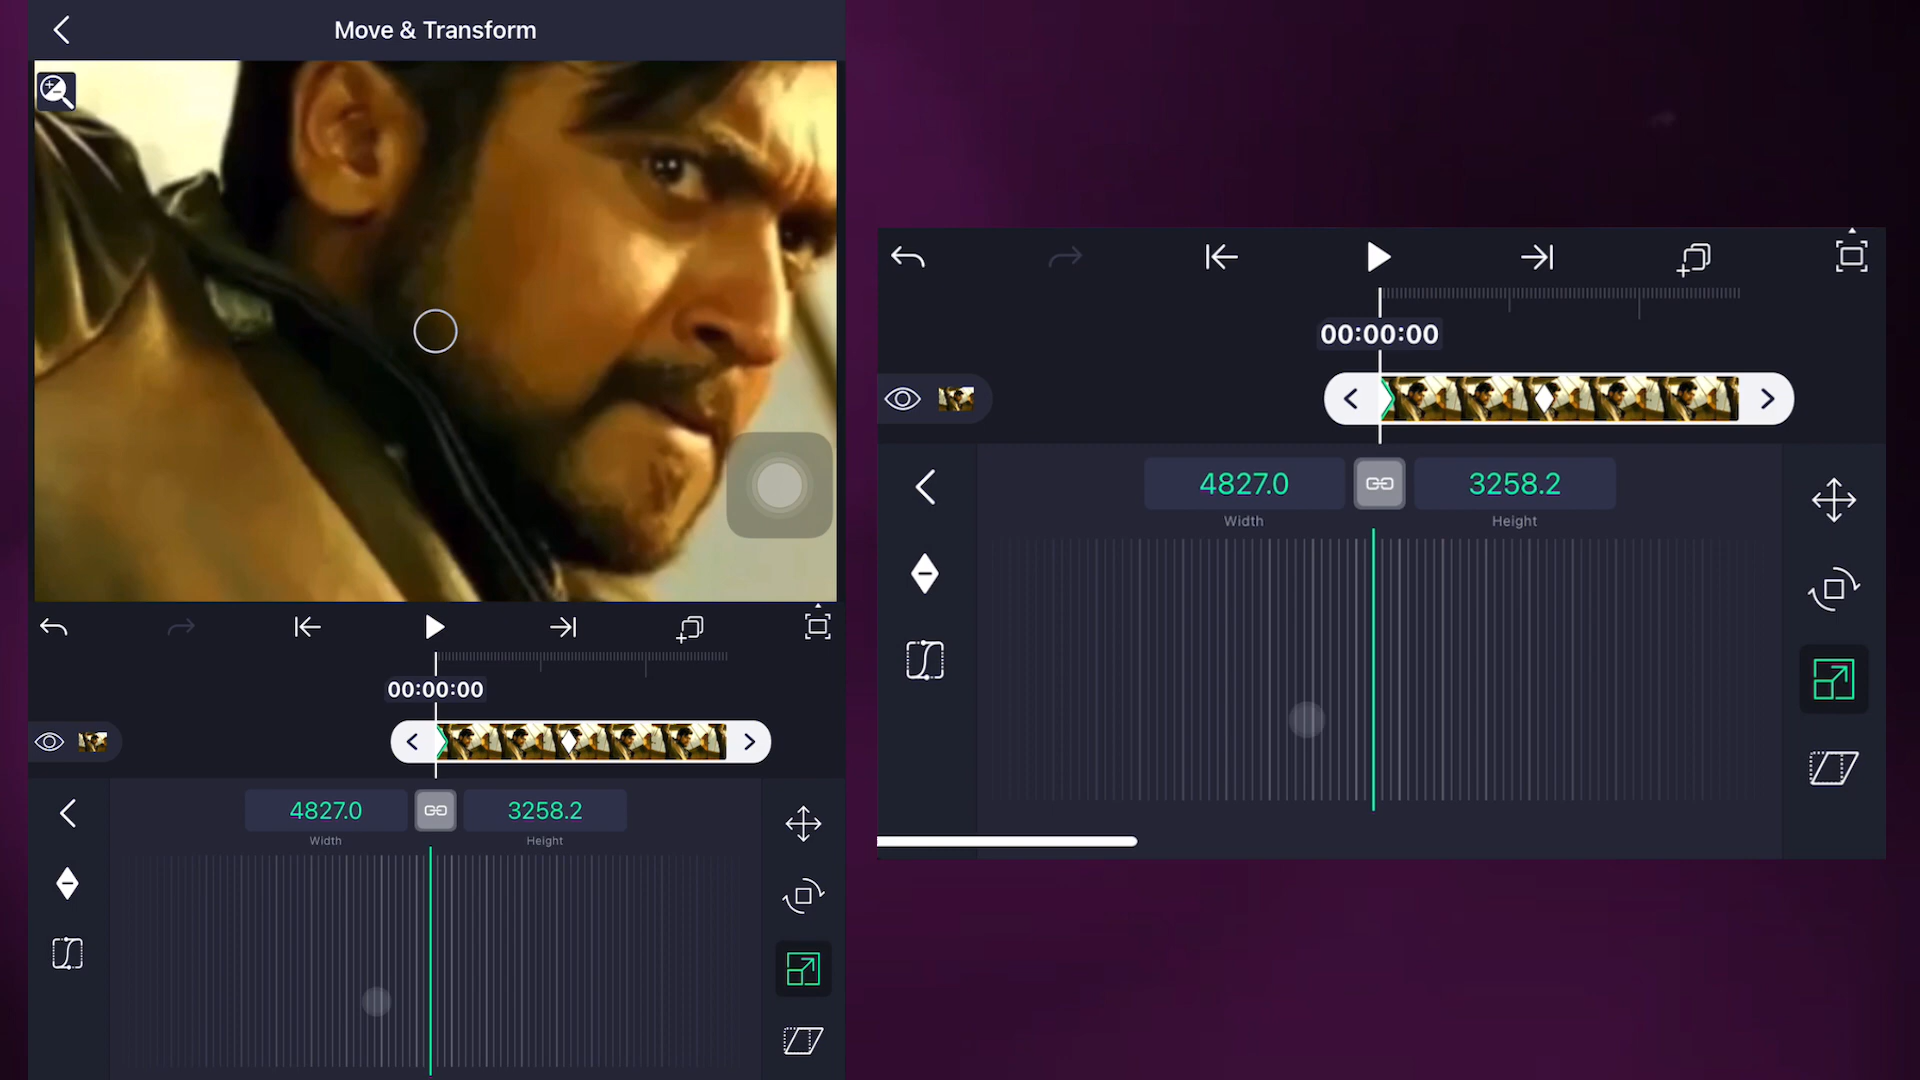 Move & Transform
00:00:00
4827.0
3258.2
Width
Height
00:00:00
4827.0
3258.2
Width
Height